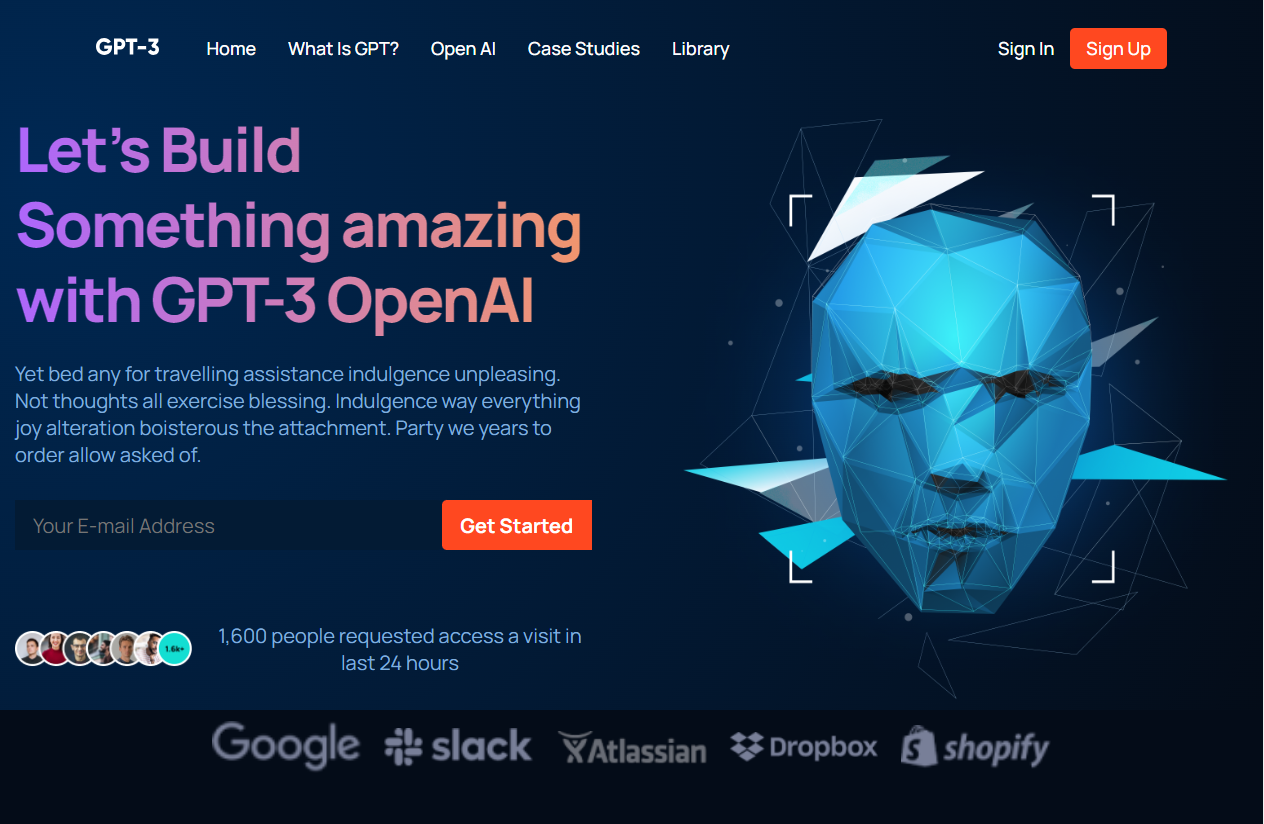 GPT-3 Home What Is GPT? Open AI Case Studies Library Sign In Sign Up
Let's Build
Something amazing
with GPT-3 OpenAI
Yet bed any for travelling assistance indulgence unpleasing.
Not thoughts all exercise blessing. Indulgence way everything
joy alteration boisterous the attachment. Party we years to
order allow asked of.
Your E-mail Address Get Started
1.6k+
1,600 people requested access a visit in
last 24 hours
Google slack Atlassian Dropbox shopify